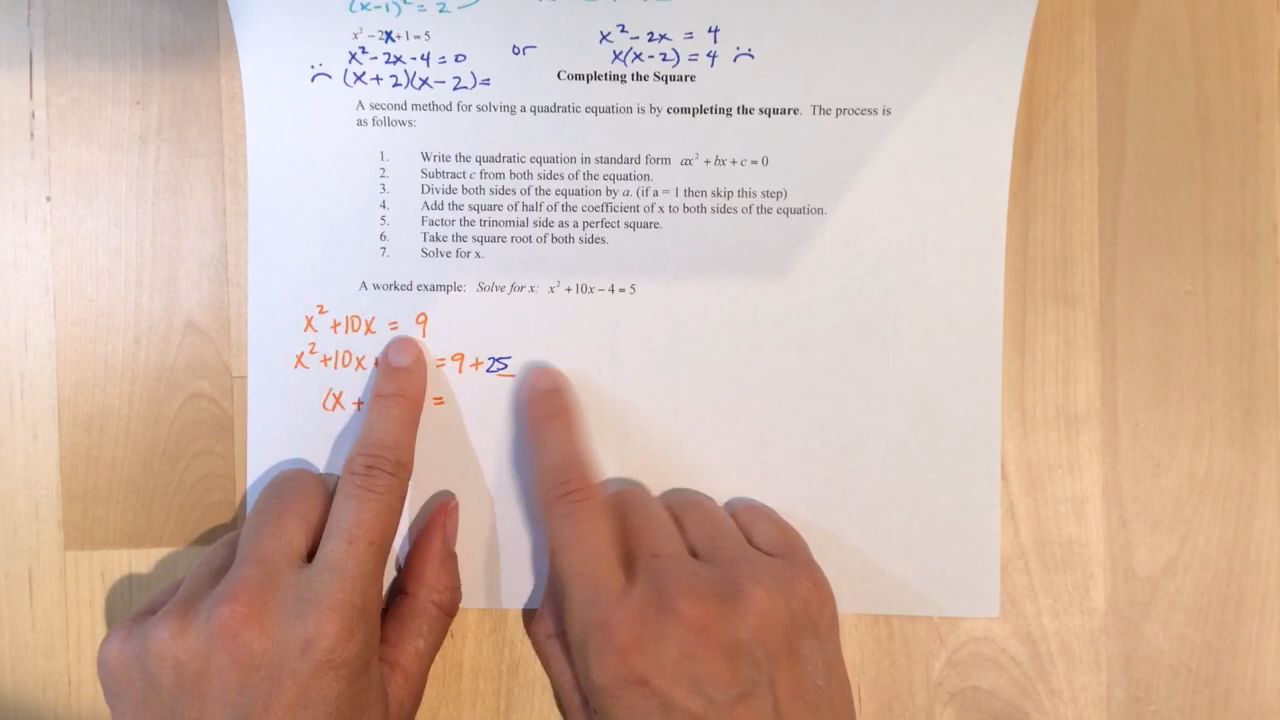 (x-1)² = 2
x² - 2x + 1 = 5
x² - 2x - 4 = 0 or x² - 2x = 4
(x+2)(x-2) = x(x-2) = 4
Completing the Square
A second method for solving a quadratic equation is by completing the square. The process is
as follows:
1. Write the quadratic equation in standard form ax² + bx + c = 0
2. Subtract c from both sides of the equation.
3. Divide both sides of the equation by a. (if a = 1 then skip this step)
4. Add the square of half of the coefficient of x to both sides of the equation.
5. Factor the trinomial side as a perfect square.
6. Take the square root of both sides.
7. Solve for x.
A worked example: Solve for x: x² + 10x - 4 = 5
x² + 10x = 9
x² + 10x = 9 + 25
(x + =